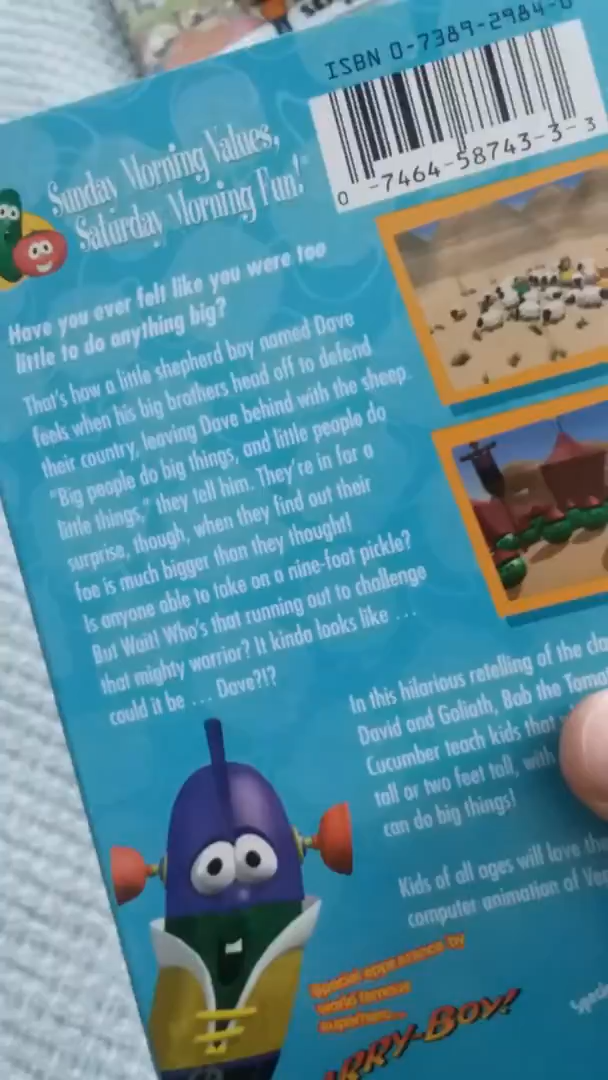 ISBN 0-7389-2984-0
0 -7464-58743-3-3
Sunday Morning Values,
Saturday Morning Fun!
Have you ever felt like you were too
little to do anything big?
That's how a little shepherd boy named Dave
feels when his big brothers head off to defend
their country, leaving Dave behind with the sheep.
"Big people do big things, and little people do
little things," they tell him. They're in for a
surprise, though, when they find out their
foe is much bigger than they thought!
Is anyone able to take on a nine-foot pickle?
But Wait! Who's that running out to challenge
that mighty warrior? It kinda looks like ...
could it be ... Dave?!?
In this hilarious retelling of the cla
David and Goliath, Bob the Toma
Cucumber teach kids that
tall or two feet tall, with
can do big things!
Kids of all ages will love the
computer animation of Ve
Special appearance by
world famous
superhero...
ARRY-BOY!
Specia